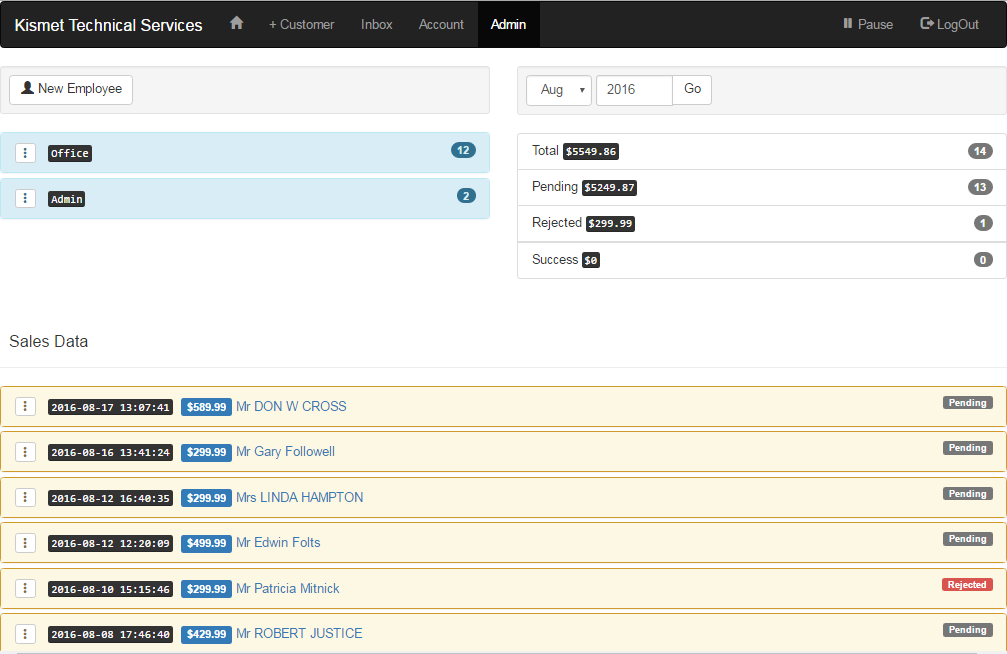 Kismet Technical Services + Customer Inbox Account Admin Pause LogOut
New Employee
Office 12
Admin 2
Aug 2016 Go
Total $5549.86 14
Pending $5249.87 13
Rejected $299.99 1
Success $0 0
Sales Data
2016-08-17 13:07:41 $589.99 Mr DON W CROSS Pending
2016-08-16 13:41:24 $299.99 Mr Gary Followell Pending
2016-08-12 16:40:35 $299.99 Mrs LINDA HAMPTON Pending
2016-08-12 12:20:09 $499.99 Mr Edwin Folts Pending
2016-08-10 15:15:46 $299.99 Mr Patricia Mitnick Rejected
2016-08-08 17:46:40 $429.99 Mr ROBERT JUSTICE Pending